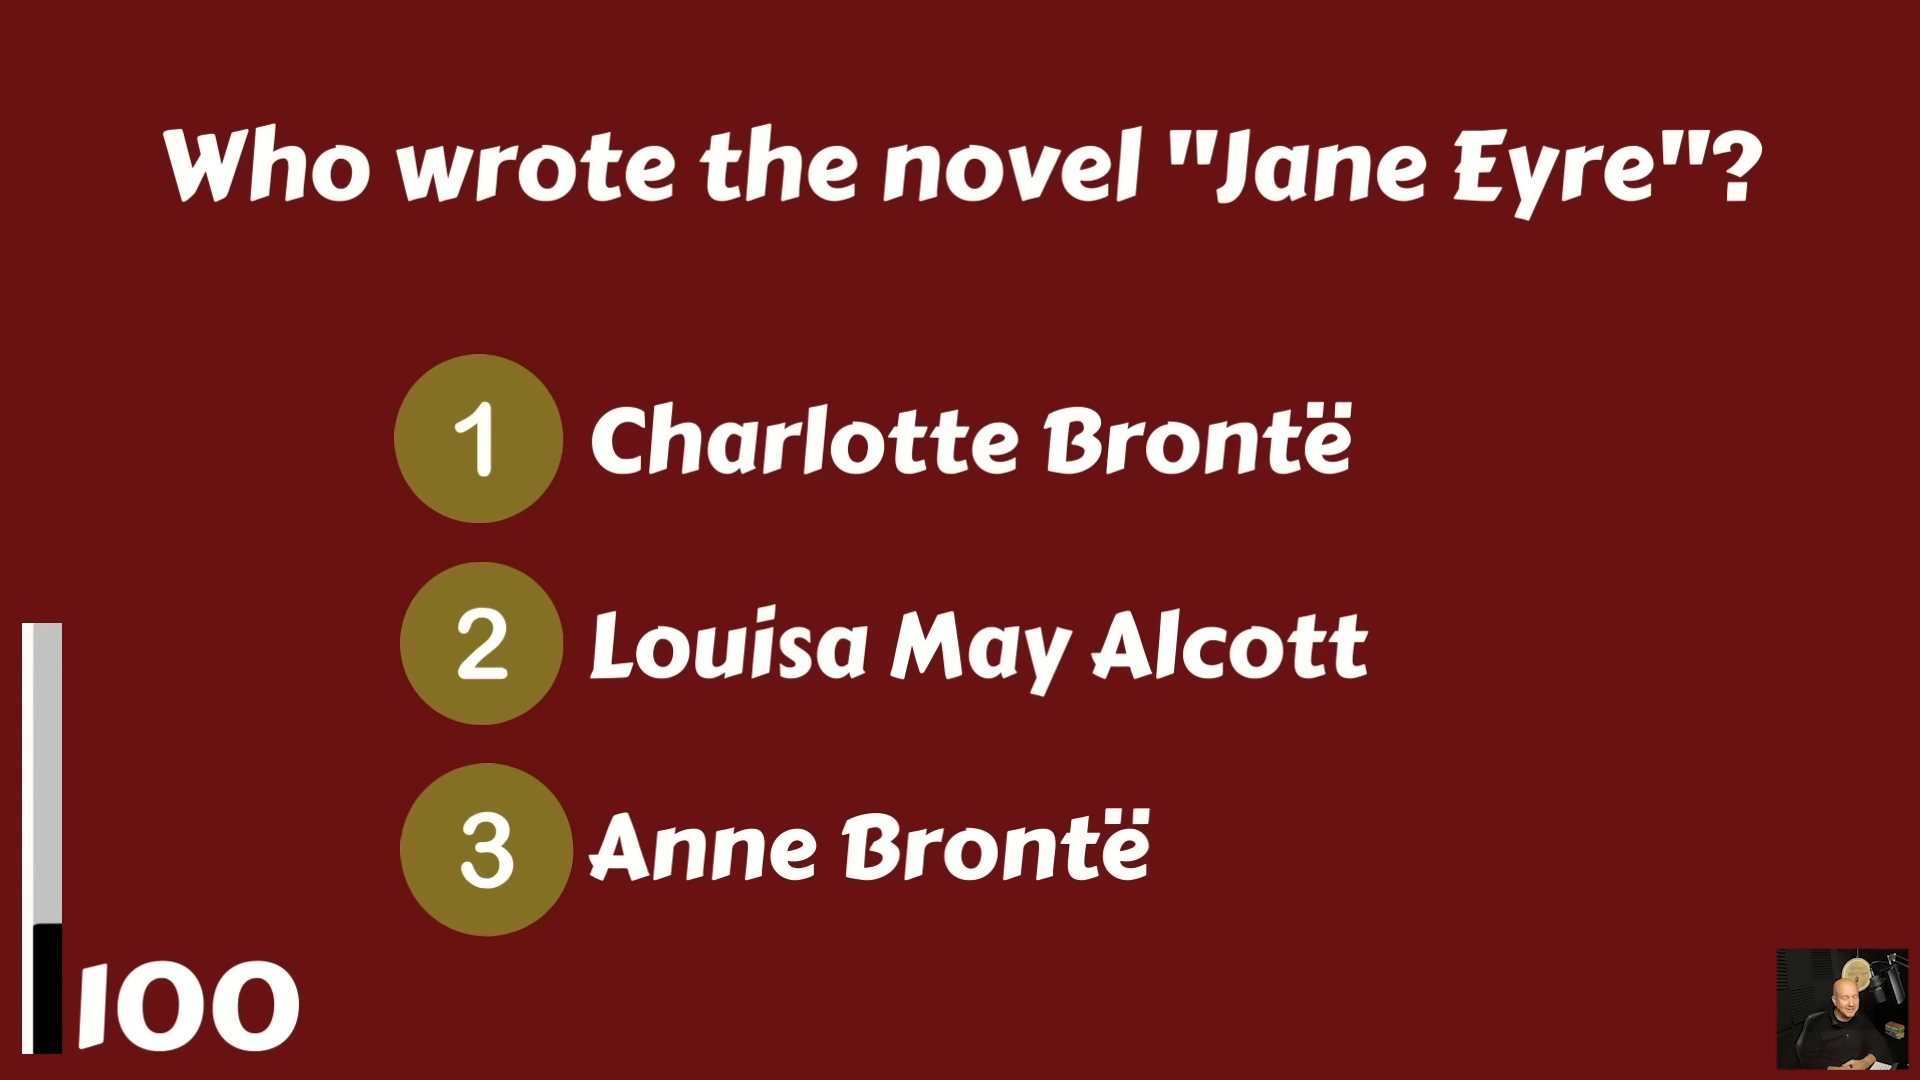 Who wrote the novel "Jane Eyre"?
1 Charlotte Brontë
2 Louisa May Alcott
3 Anne Brontë
100